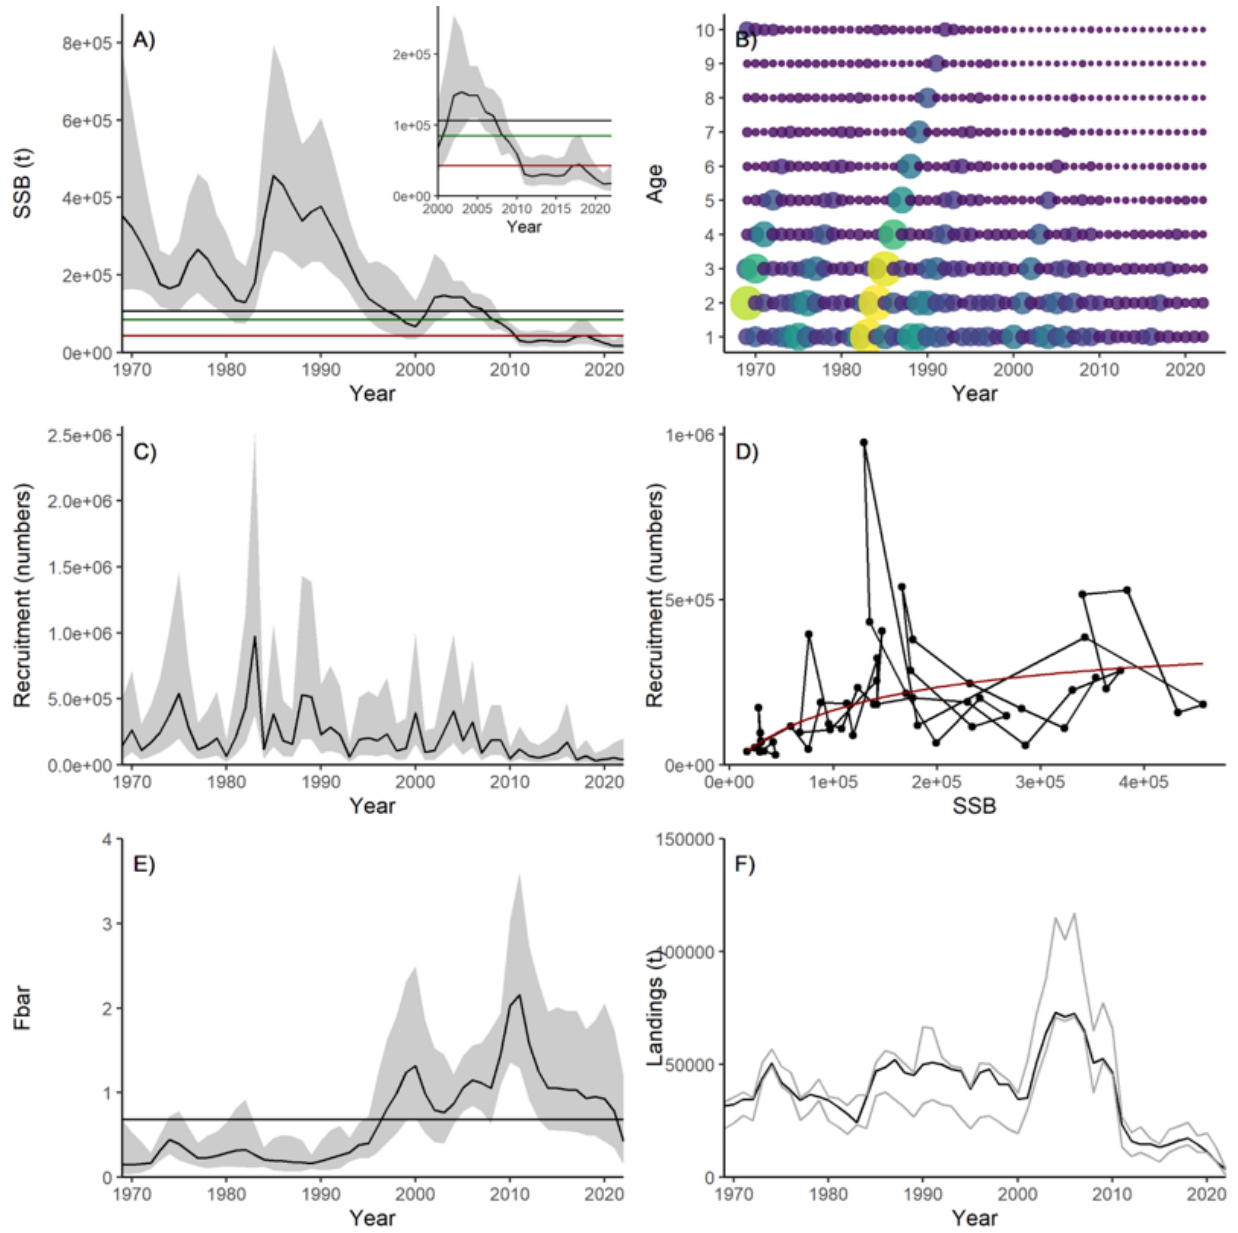 A)
8e+05
6e+05
4e+05
2e+05
0e+00
SSB (t)
1970 1980 1990 2000 2010 2020
Year
2e+05
1e+05
0e+00
2000 2005 2010 2015 2020
Year
B)
10
9
8
7
6
5
4
3
2
1
Age
1970 1980 1990 2000 2010 2020
Year
C)
2.5e+06
2.0e+06
1.5e+06
1.0e+06
5.0e+05
0.0e+00
Recruitment (numbers)
1970 1980 1990 2000 2010 2020
Year
D)
1e+06
5e+05
0e+00
Recruitment (numbers)
0e+00 1e+05 2e+05 3e+05 4e+05
SSB
E)
4
3
2
1
0
Fbar
1970 1980 1990 2000 2010 2020
Year
F)
150000
100000
50000
0
Landings (t)
1970 1980 1990 2000 2010 2020
Year